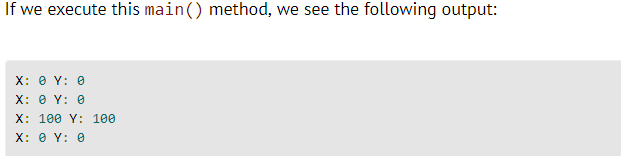 If we execute this main() method, we see the following output:
X: 0 Y: 0
X: 0 Y: 0
X: 100 Y: 100
X: 0 Y: 0